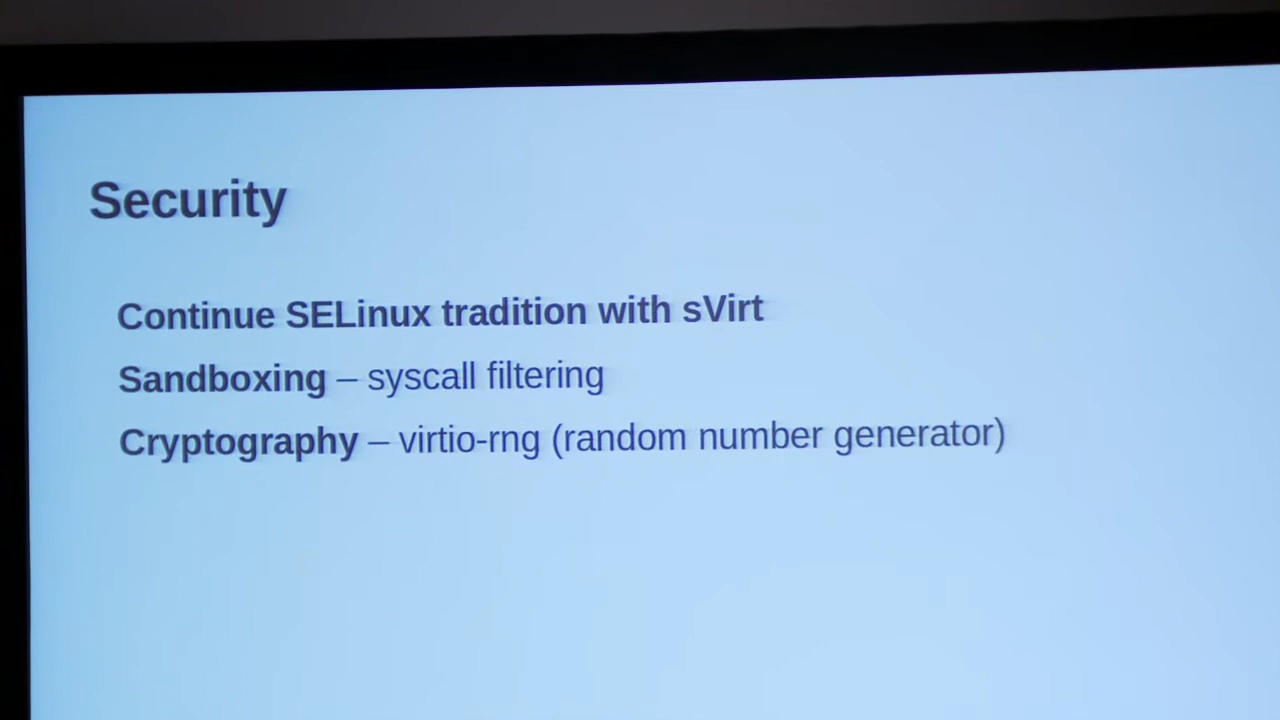 Security
Continue SELinux tradition with sVirt
Sandboxing – syscall filtering
Cryptography – virtio-rng (random number generator)